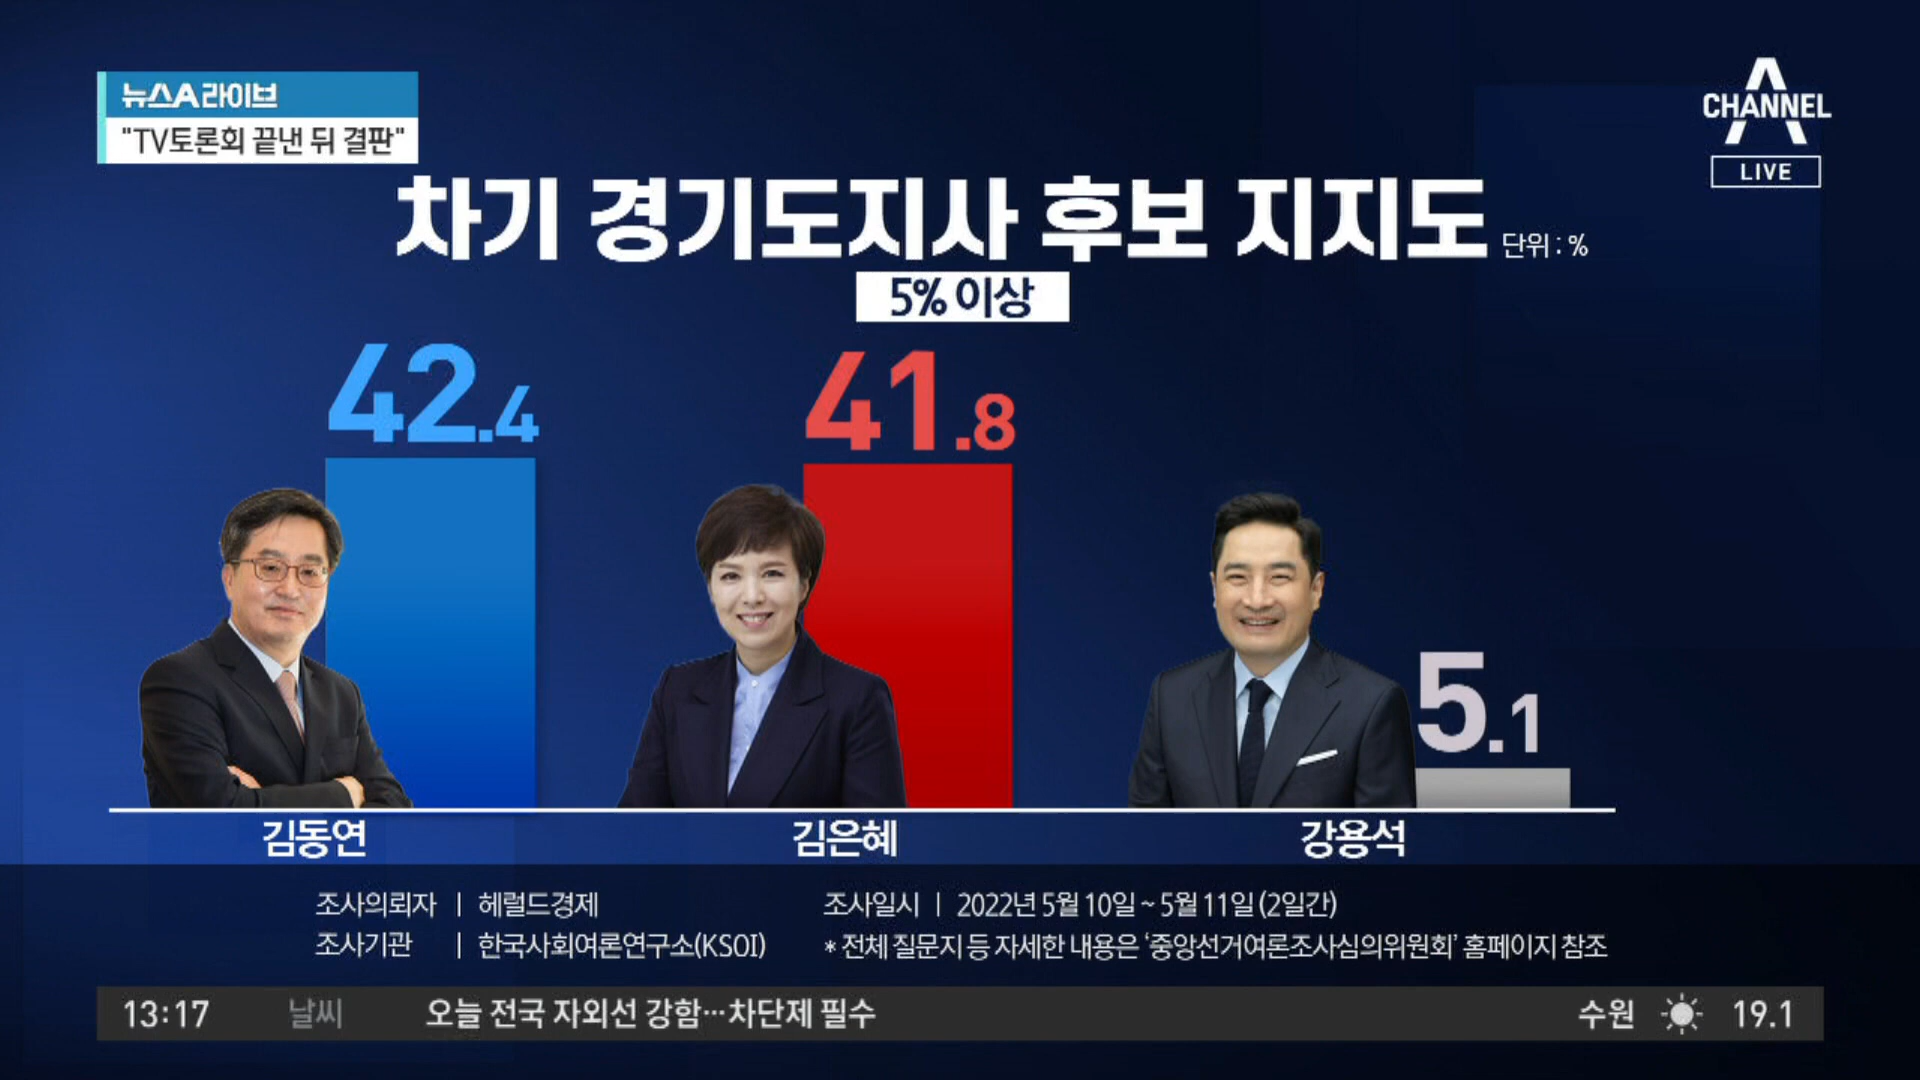 뉴스A 라이브
"TV토론회 끝낸 뒤 결판"
CHANNEL A
LIVE
차기 경기도지사 후보 지지도 단위 : %
5% 이상
42.4
41.8
5.1
김동연
김은혜
강용석
조사의뢰자 | 헤럴드경제
조사기관 | 한국사회여론연구소(KSOI)
조사일시 | 2022년 5월 10일 ~ 5월 11일 (2일간)
* 전체 질문지 등 자세한 내용은 ‘중앙선거여론조사심의위원회’ 홈페이지 참조
13:17 날씨 오늘 전국 자외선 강함…차단제 필수 수원 19.1